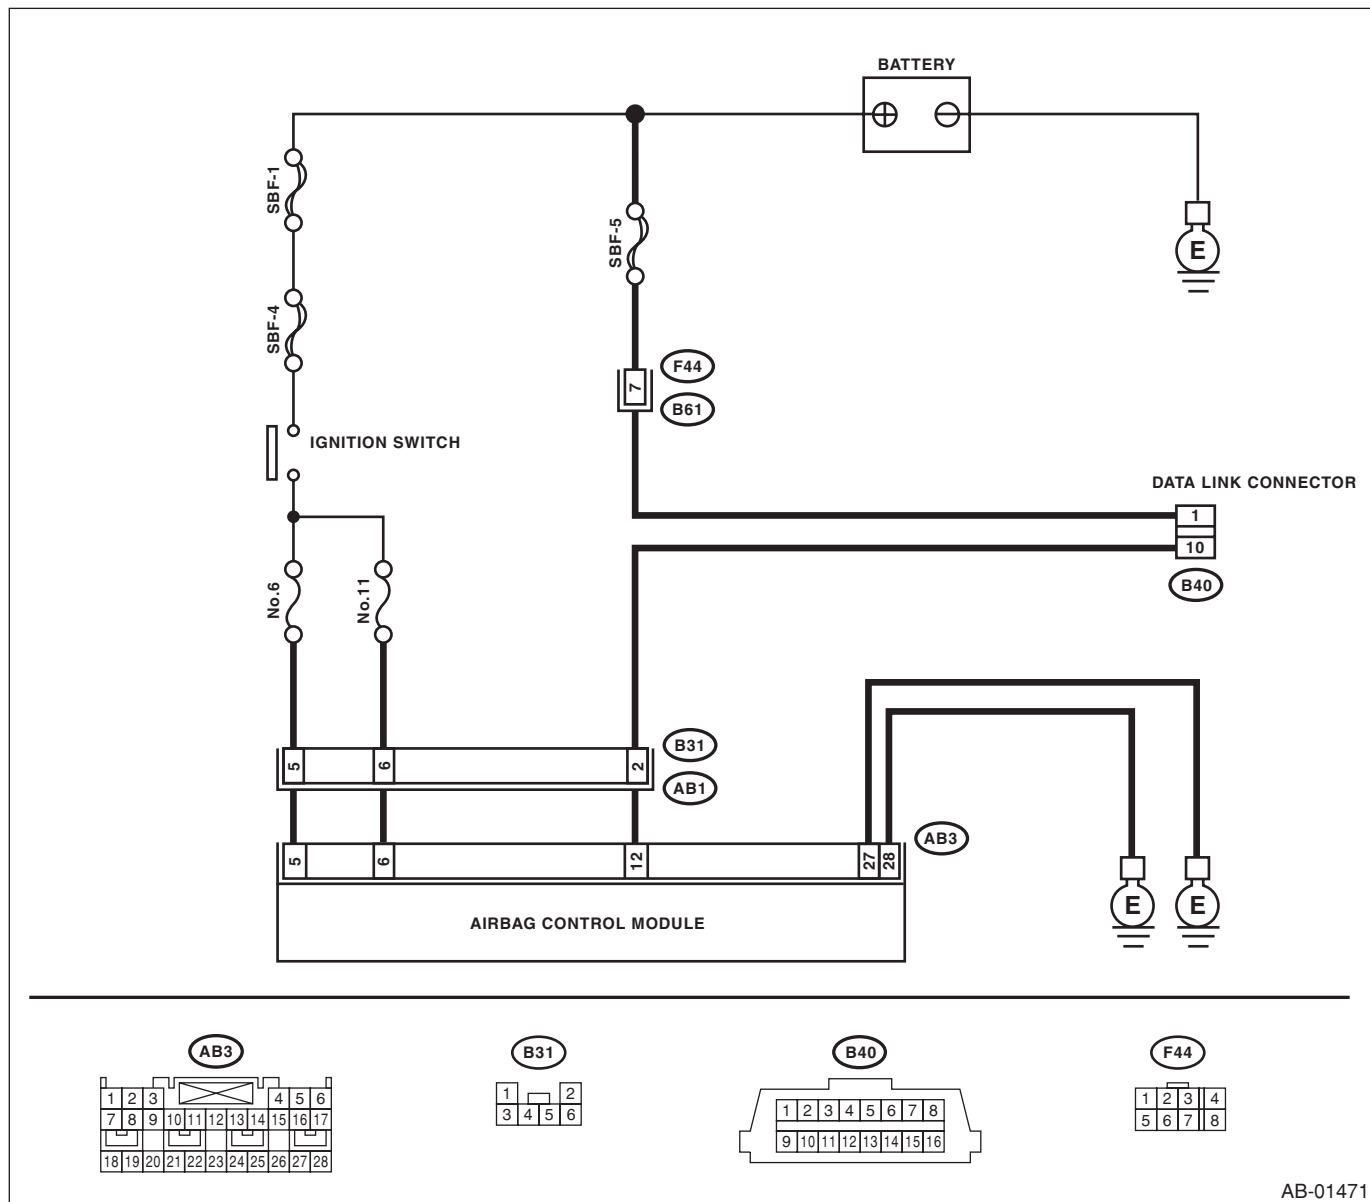 BATTERY
SBF-1
SBF-5
E
SBF-4
F44
7
B61
IGNITION SWITCH
DATA LINK CONNECTOR
1
10
B40
No.6
No.11
B31
5 6 2
AB1
AB3
5 6 12 27 28
E E
AIRBAG CONTROL MODULE
AB3
1 2 3 4 5 6
7 8 9 10 11 12 13 14 15 16 17
18 19 20 21 22 23 24 25 26 27 28
B31
1 2
3 4 5 6
B40
1 2 3 4 5 6 7 8
9 10 11 12 13 14 15 16
F44
1 2 3 4
5 6 7 8
AB-01471